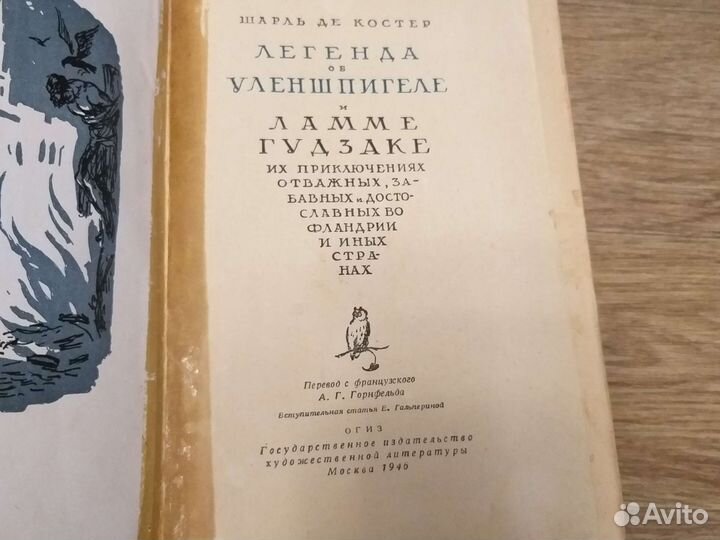 ШАРЛЬ ДЕ КОСТЕР
ЛЕГЕНДА
ОБ
УЛЕНШПИГЕЛЕ
И
ЛАММЕ
ГУДЗАКЕ
ИХ ПРИКЛЮЧЕНИЯХ
ОТВАЖНЫХ, ЗА-
БАВНЫХ И ДОСТО-
СЛАВНЫХ ВО
ФЛАНДРИИ
И ИНЫХ
СТРА-
НАХ
Перевод с французского
А. Г. Горнфельда
Вступительная статья Е. Гальпериной
ОГИЗ
Государственное издательство
художественной литературы
Москва 1946
Avito